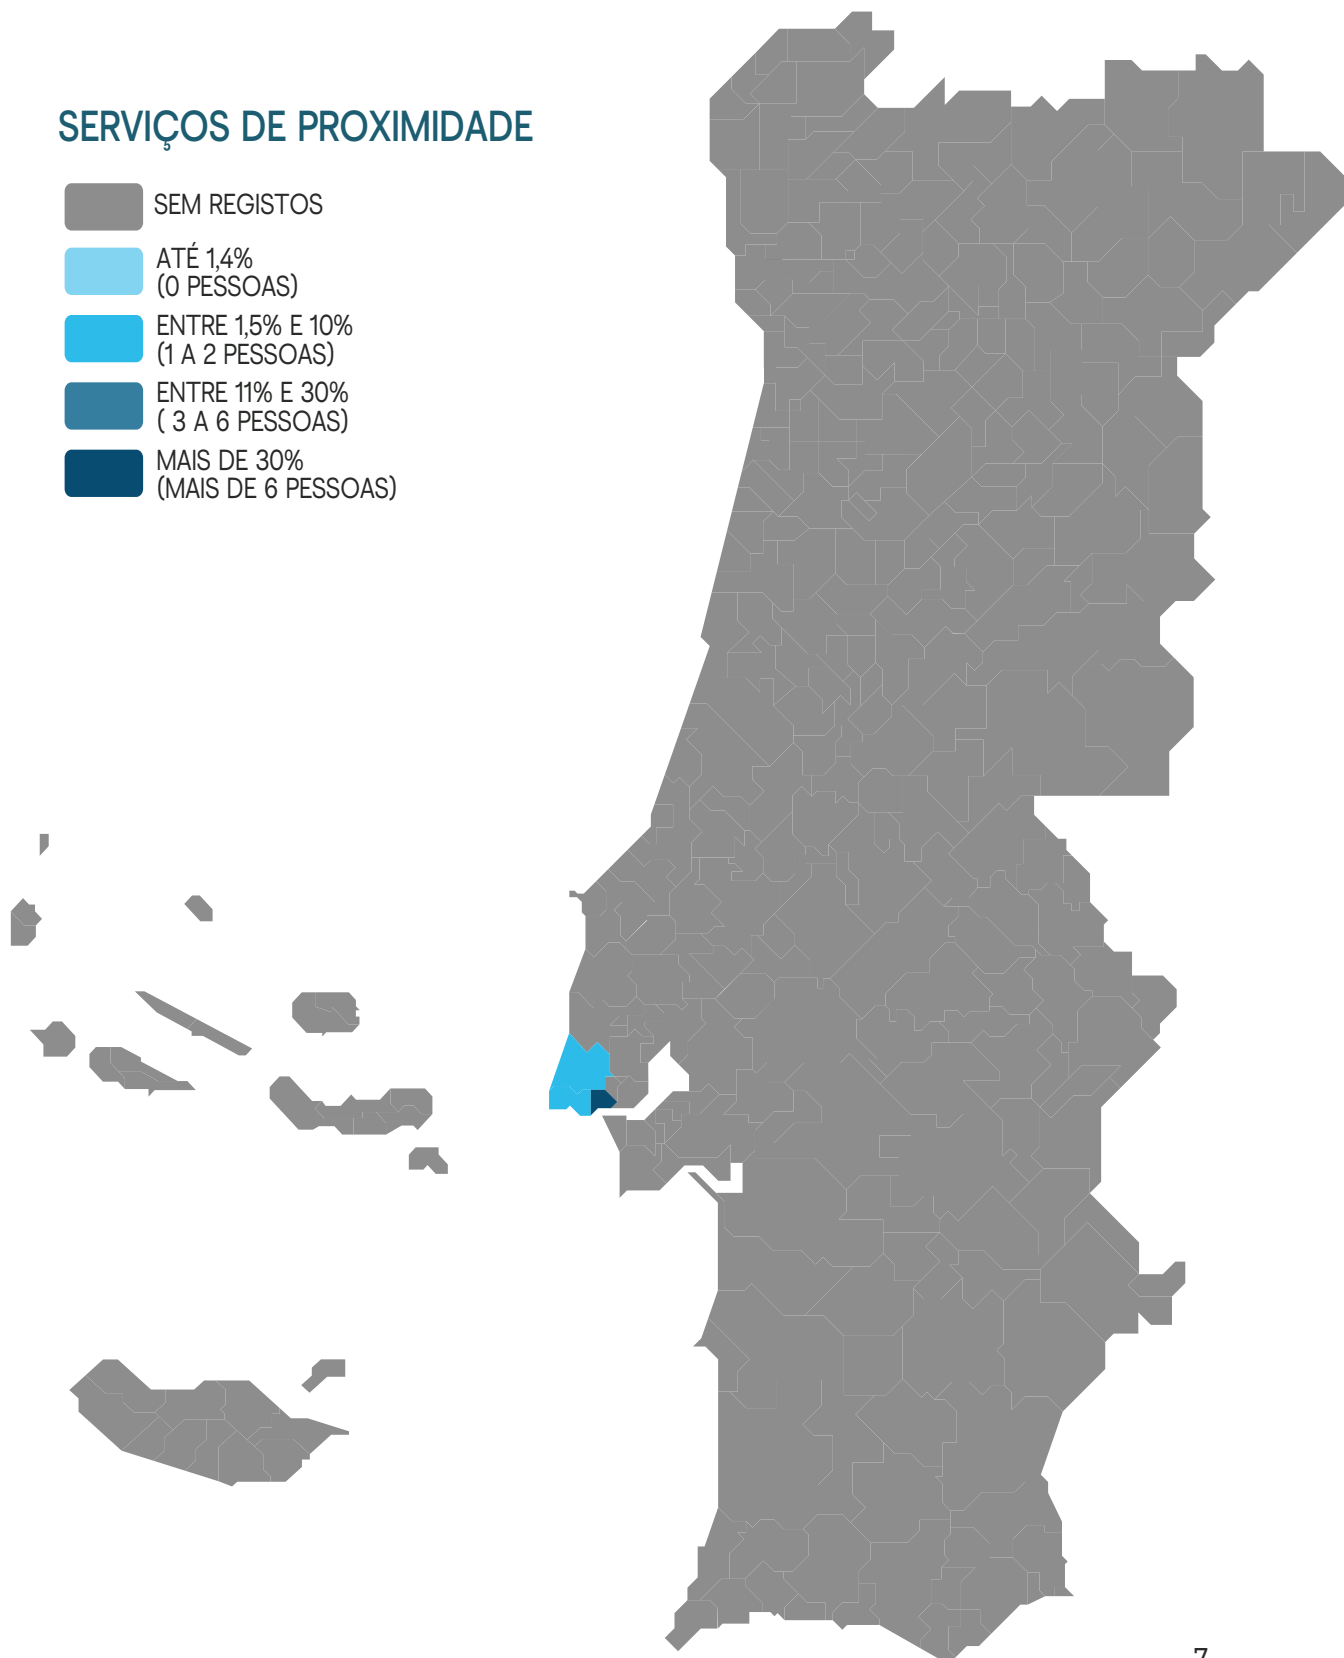 SERVIÇOS DE PROXIMIDADE
SEM REGISTOS
ATÉ 1,4%
(0 PESSOAS)
ENTRE 1,5% E 10%
(1 A 2 PESSOAS)
ENTRE 11% E 30%
( 3 A 6 PESSOAS)
MAIS DE 30%
(MAIS DE 6 PESSOAS)
7